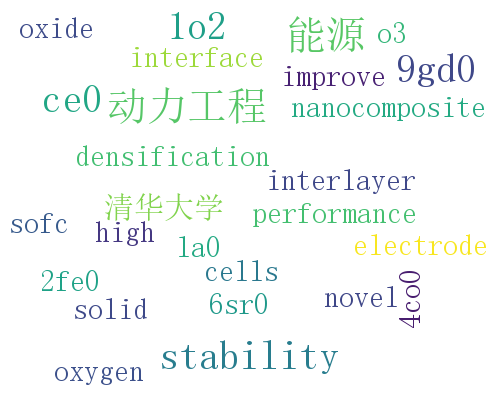 oxide
1o2
能源
o3
interface
improve
9gd0
ce0
动力工程
nanocomposite
densification
interlayer
清华大学
performance
sofc
high
la0
electrode
2fe0
cells
6sr0
novel
4co0
solid
stability
oxygen